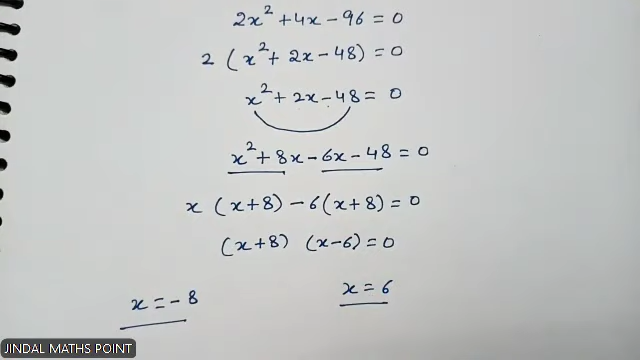 2x² + 4x - 96 = 0
2 (x² + 2x - 48) = 0
x² + 2x - 48 = 0
x² + 8x - 6x - 48 = 0
x (x+8) - 6(x+8) = 0
(x+8) (x-6) = 0
x = -8 x = 6
JINDAL MATHS POINT